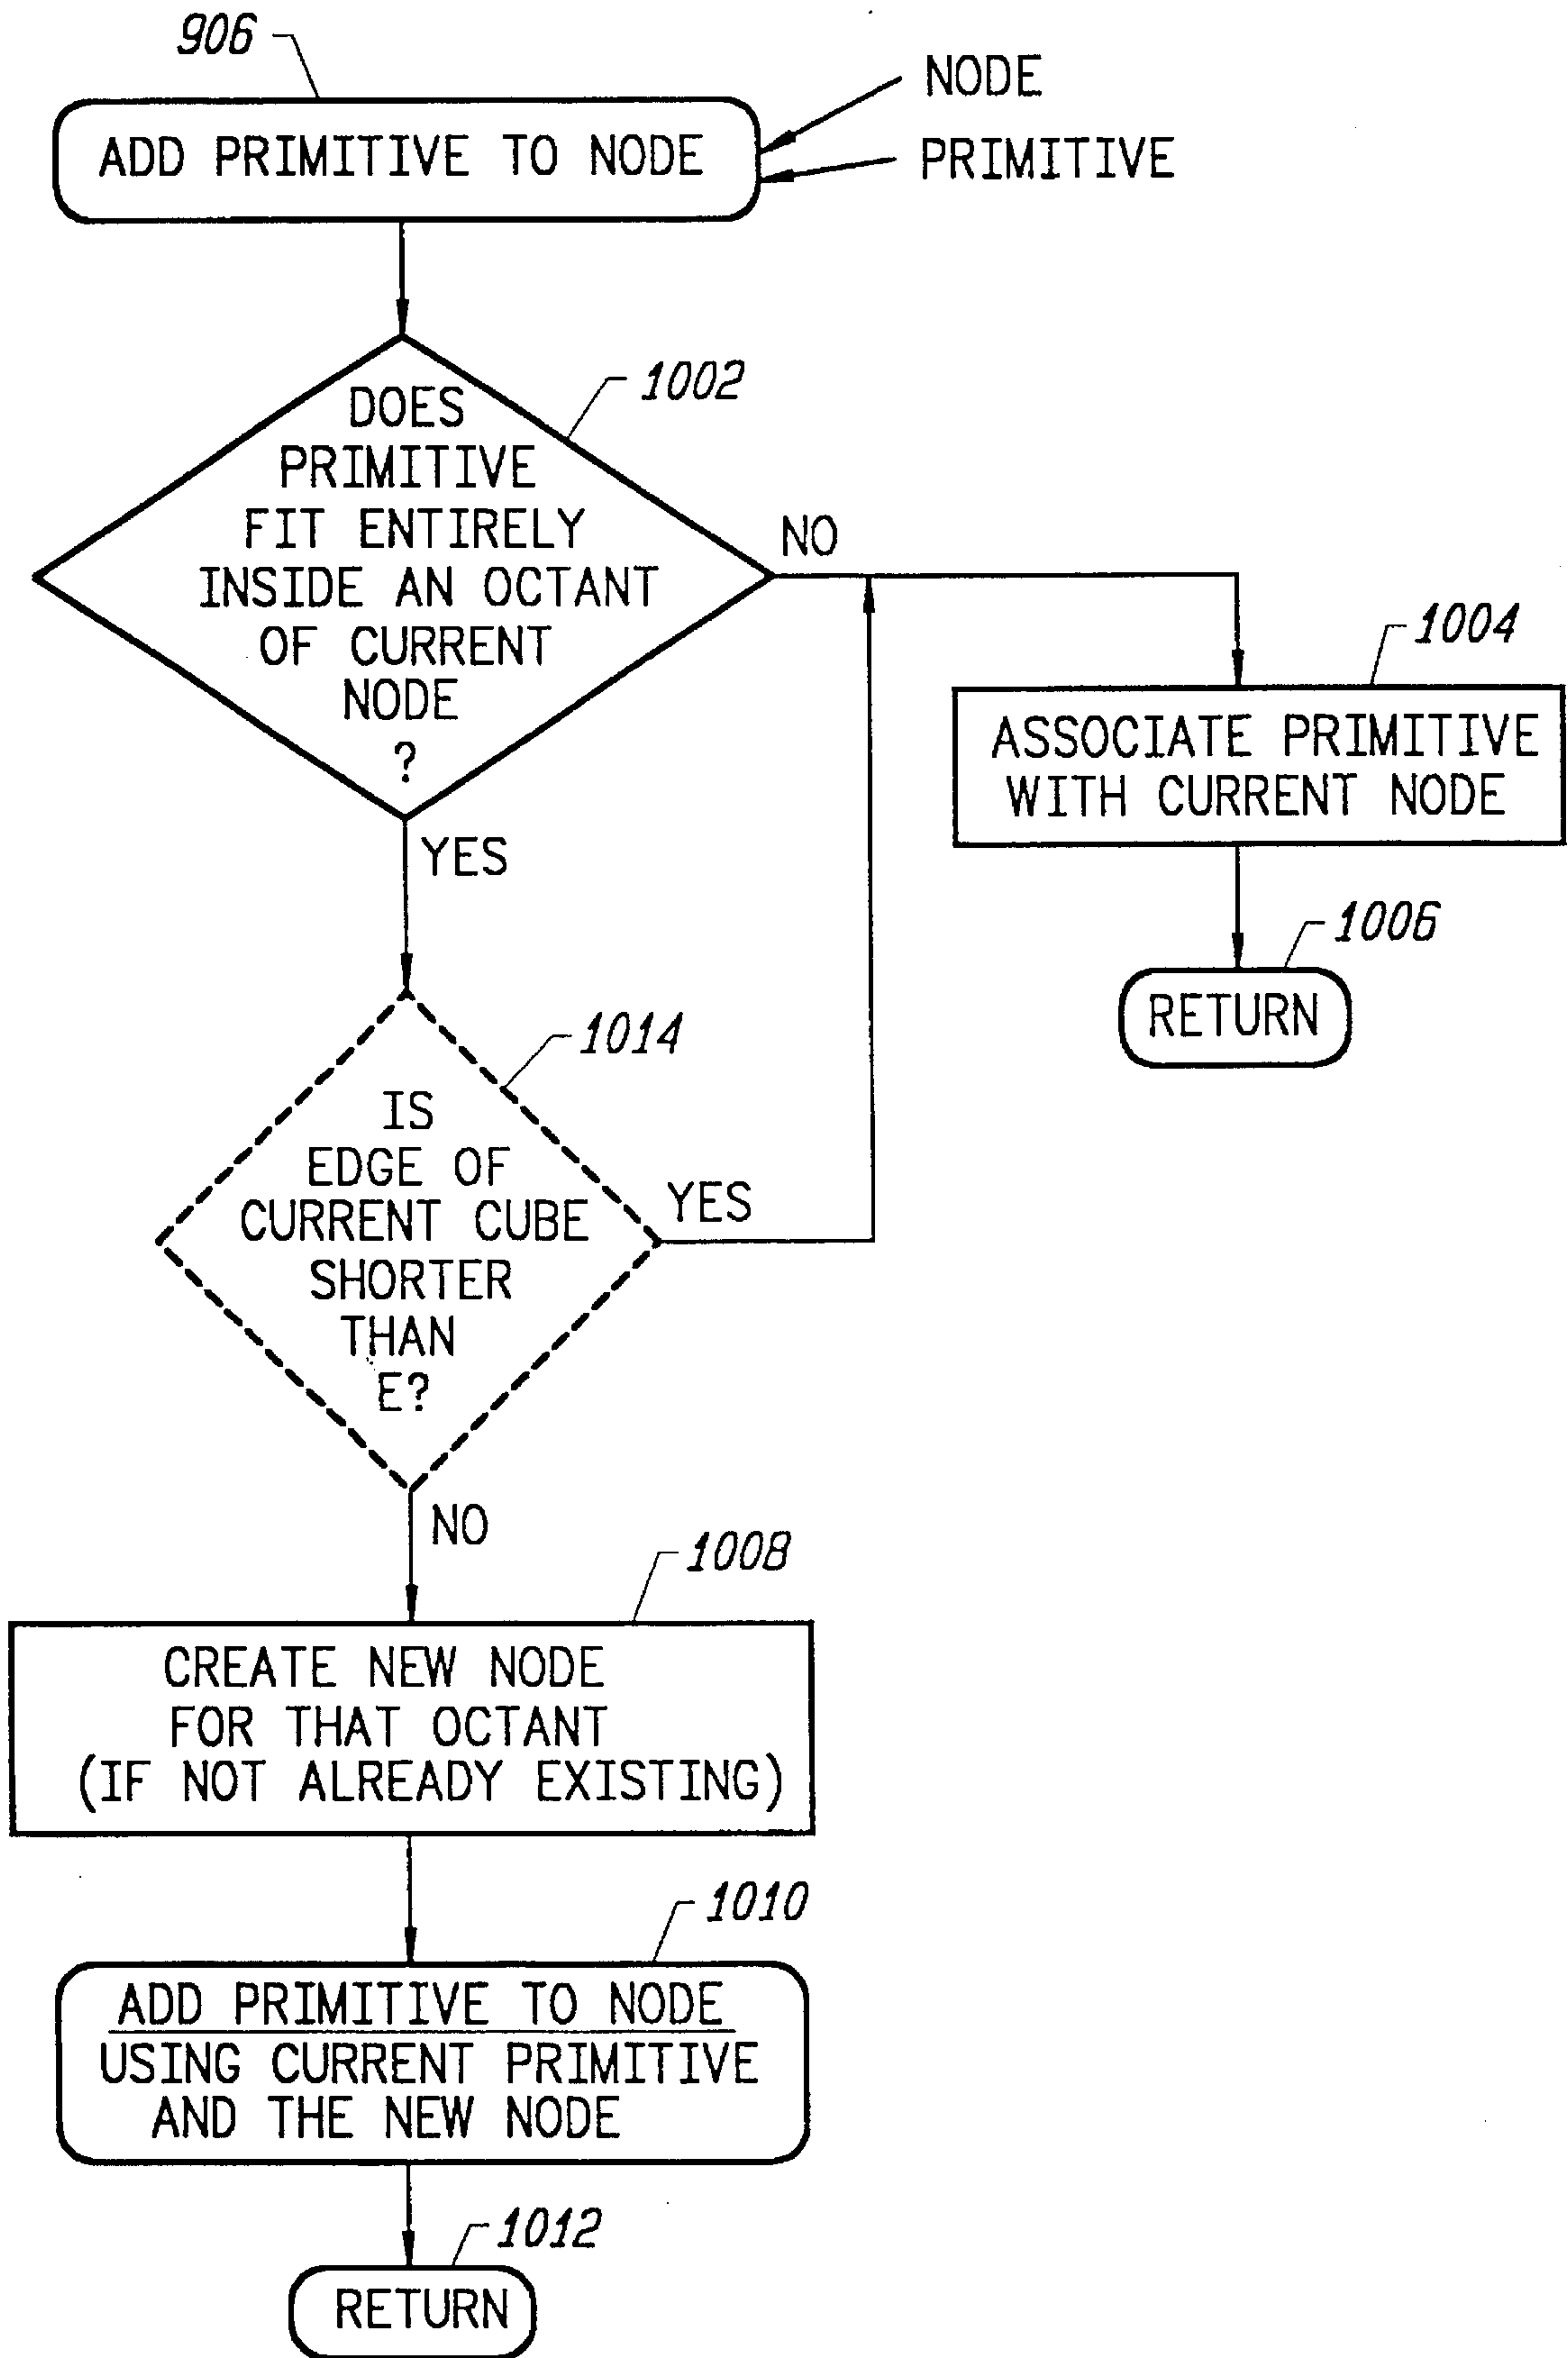 906
NODE
ADD PRIMITIVE TO NODE
PRIMITIVE
1002
DOES
PRIMITIVE
FIT ENTIRELY
INSIDE AN OCTANT
OF CURRENT
NODE
?
NO
1004
ASSOCIATE PRIMITIVE
WITH CURRENT NODE
YES
1006
RETURN
1014
IS
EDGE OF
CURRENT CUBE
SHORTER
THAN
E?
YES
NO
1008
CREATE NEW NODE
FOR THAT OCTANT
(IF NOT ALREADY EXISTING)
1010
ADD PRIMITIVE TO NODE
USING CURRENT PRIMITIVE
AND THE NEW NODE
1012
RETURN